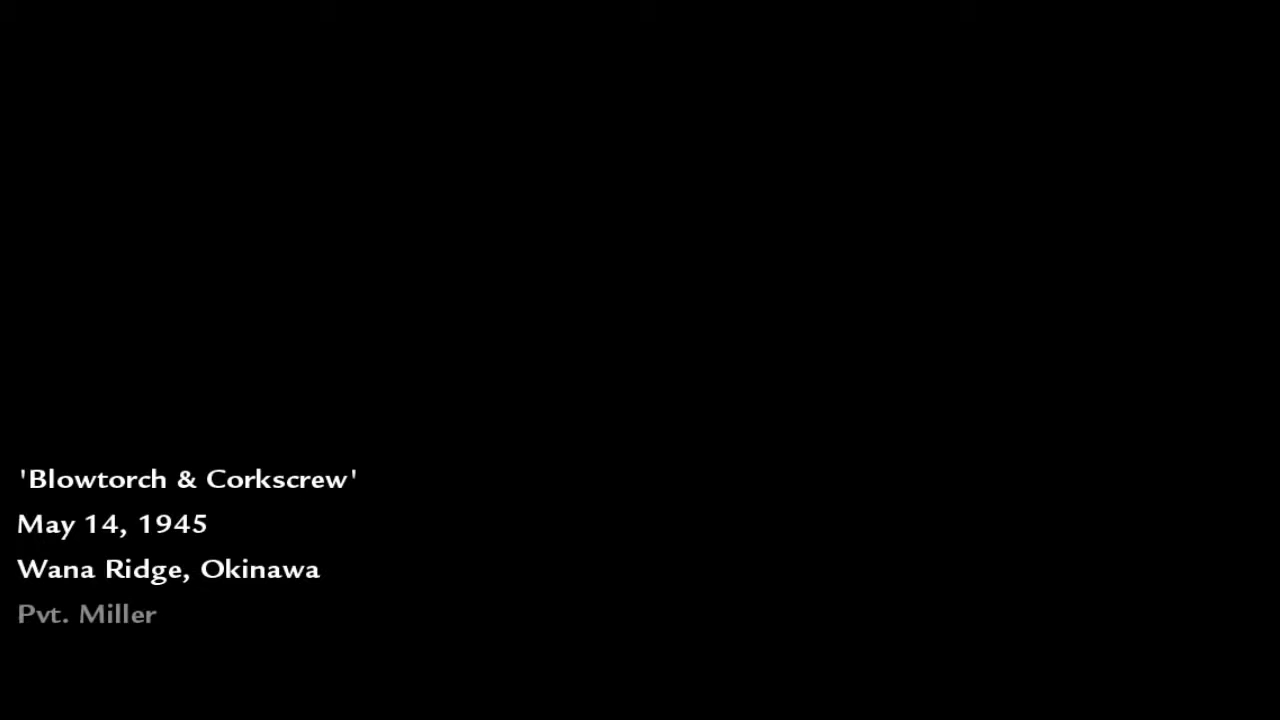 'Blowtorch & Corkscrew'
May 14, 1945
Wana Ridge, Okinawa
Pvt. Miller